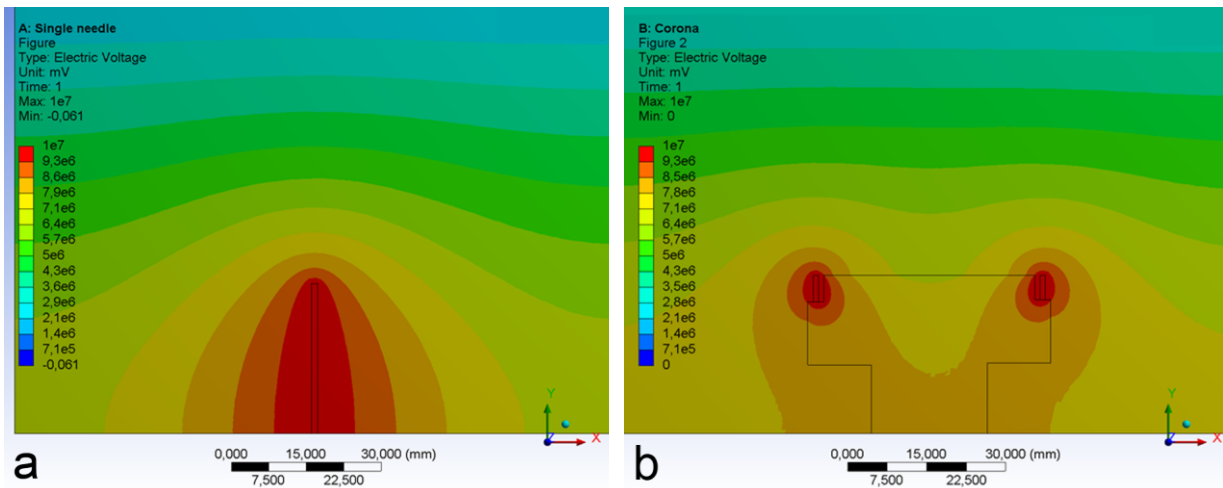 A: Single needle
Figure
Type: Electric Voltage
Unit: mV
Time: 1
Max: 1e7
Min: -0,061
1e7
9,3e6
8,6e6
7,9e6
7,1e6
6,4e6
5,7e6
5e6
4,3e6
3,6e6
2,9e6
2,1e6
1,4e6
7,1e5
-0,061
Y
Z
X
0,000 15,000 30,000 (mm)
7,500 22,500
a
B: Corona
Figure 2
Type: Electric Voltage
Unit: mV
Time: 1
Max: 1e7
Min: 0
1e7
9,3e6
8,5e6
7,8e6
7,1e6
6,4e6
5,7e6
5e6
4,3e6
3,5e6
2,8e6
2,1e6
1,4e6
7,1e5
0
Y
Z
X
0,000 15,000 30,000 (mm)
7,500 22,500
b